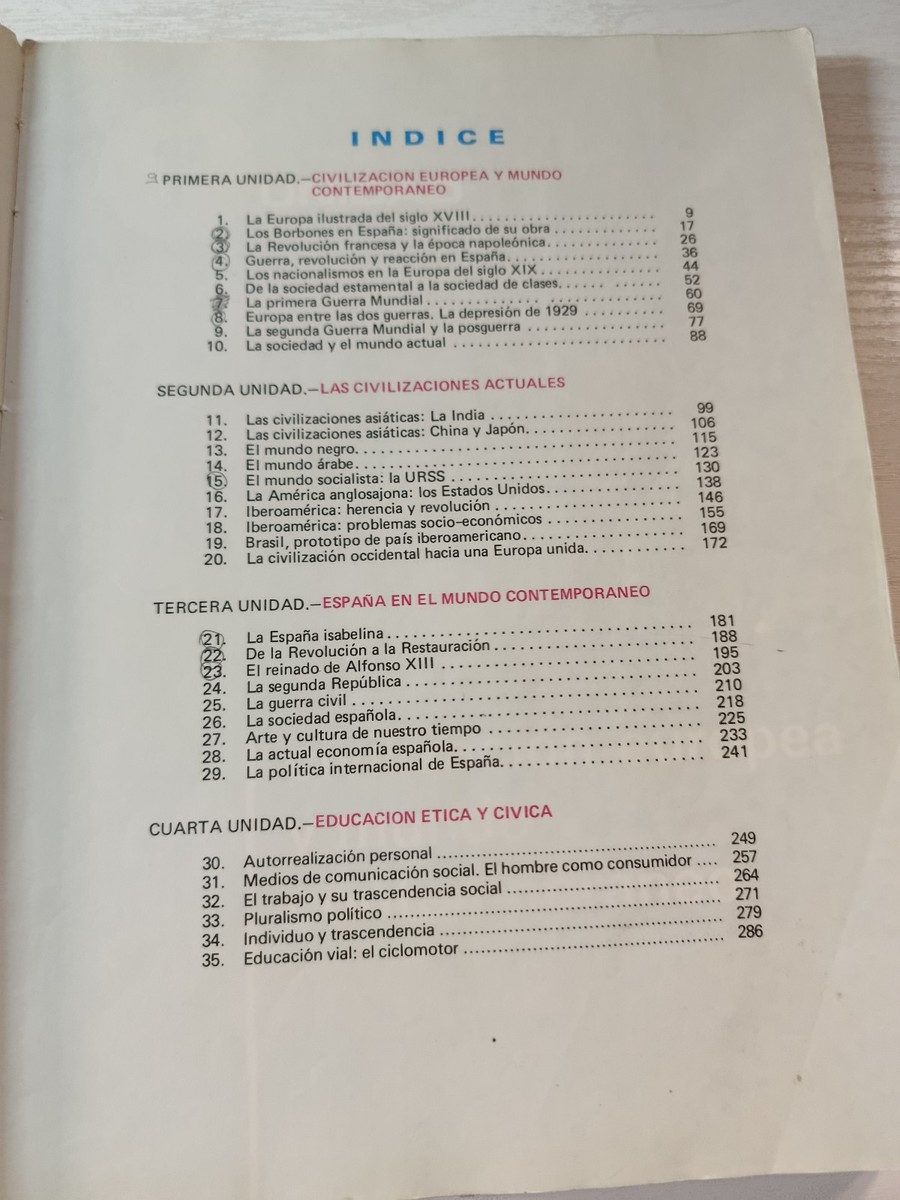 INDICE
PRIMERA UNIDAD.—CIVILIZACION EUROPEA Y MUNDO
CONTEMPORANEO
1. La Europa ilustrada del siglo XVIII........................ 9
2. Los Borbones en España: significado de su obra ............. 17
3. La Revolución francesa y la época napoleónica............... 26
4. Guerra, revolución y reacción en España..................... 36
5. Los nacionalismos en la Europa del siglo XIX ............... 44
6. De la sociedad estamental a la sociedad de clases...... ...... 52
7. La primera Guerra Mundial ............. ............. 60
8. Europa entre las dos guerras. La depresión de 1929 .......... 69
9. La segunda Guerra Mundial y la posguerra ................. 77
10. La sociedad y el mundo actual .......................... 88
SEGUNDA UNIDAD.—LAS CIVILIZACIONES ACTUALES
11. Las civilizaciones asiáticas: La India ...................... 99
12. Las civilizaciones asiáticas: China y Japón.................. 106
13. El mundo negro...................................... 115
14. El mundo árabe...................................... 123
15. El mundo socialista: la URSS ........................... 130
16. La América anglosajona: los Estados Unidos................ 138
17. Iberoamérica: herencia y revolución ...................... 146
18. Iberoamérica: problemas socio-económicos ................ 155
19. Brasil, prototipo de país iberoamericano................... 169
20. La civilización occidental hacia una Europa unida............ 172
TERCERA UNIDAD.—ESPAÑA EN EL MUNDO CONTEMPORANEO
21. La España isabelina.................................... 181
22. De la Revolución a la Restauración....................... 188
23. El reinado de Alfonso XIII .............................. 195
24. La segunda República .................................. 203
25. La guerra civil ........................................ 210
26. La sociedad española................................... 218
27. Arte y cultura de nuestro tiempo ......................... 225
28. La actual economía española............................. 233
29. La política internacional de España........................ 241
CUARTA UNIDAD.—EDUCACION ETICA Y CIVICA
30. Autorrealización personal ........................................ 249
31. Medios de comunicación social. El hombre como consumidor .... 257
32. El trabajo y su trascendencia social ............................... 264
33. Pluralismo político .............................................. 271
34. Individuo y trascendencia ........................................ 279
35. Educación vial: el ciclomotor ..................................... 286